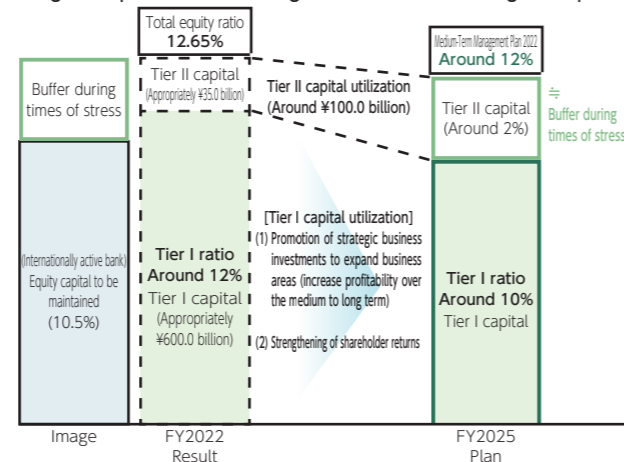 Total equity ratio
12.65%
Medium-Term Management Plan 2022
Around 12%
Buffer during
times of stress
Tier II capital
(Appropriately ¥35.0 billion)
Tier II capital utilization
(Around ¥100.0 billion)
Tier II capital
(Around 2%)
≒
Buffer during
times of stress
(Internationally active bank)
Equity capital to be
maintained
(10.5%)
Tier I ratio
Around 12%
Tier I capital
(Appropriately
¥600.0 billion)
[Tier I capital utilization]
(1) Promotion of strategic business
investments to expand business
areas (increase profitability over
the medium to long term)
(2) Strengthening of shareholder returns
Tier I ratio
Around 10%
Tier I capital
Image
FY2022
Result
FY2025
Plan